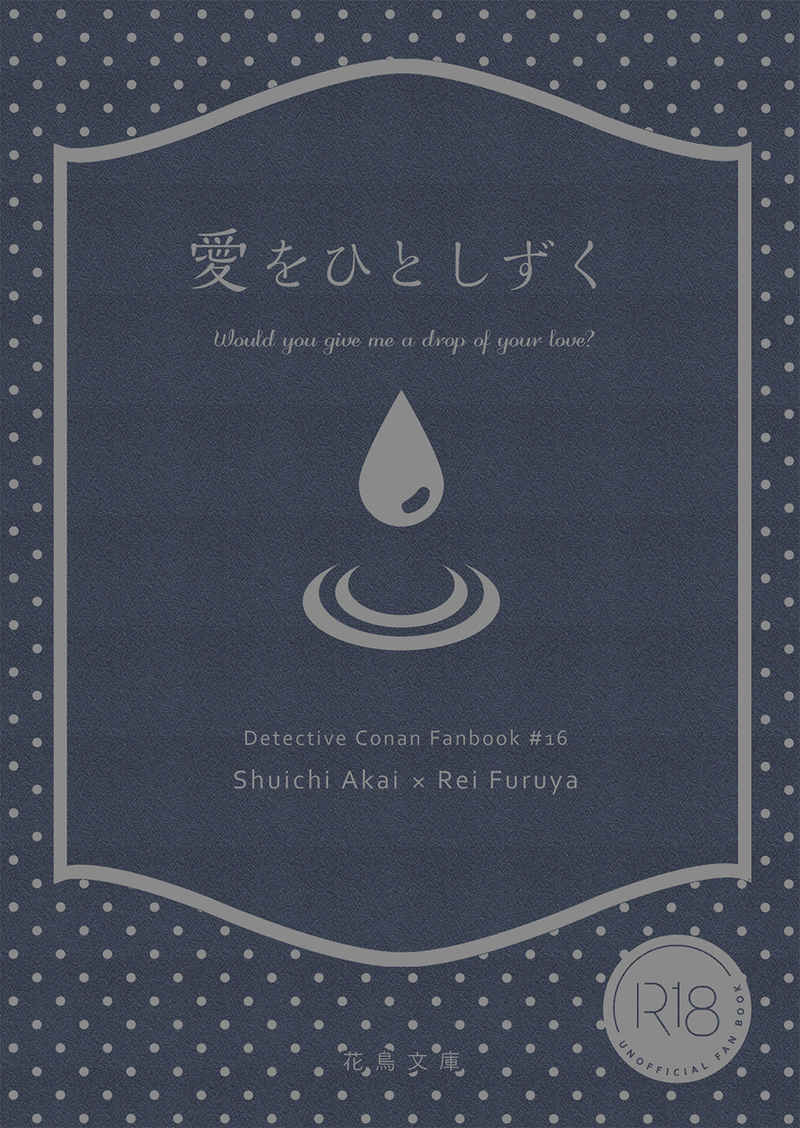 愛をひとしずく
Would you give me a drop of your love?
Detective Conan Fanbook #16
Shuichi Akai × Rei Furuya
R18
UNOFFICIAL FAN BOOK
花鳥文庫